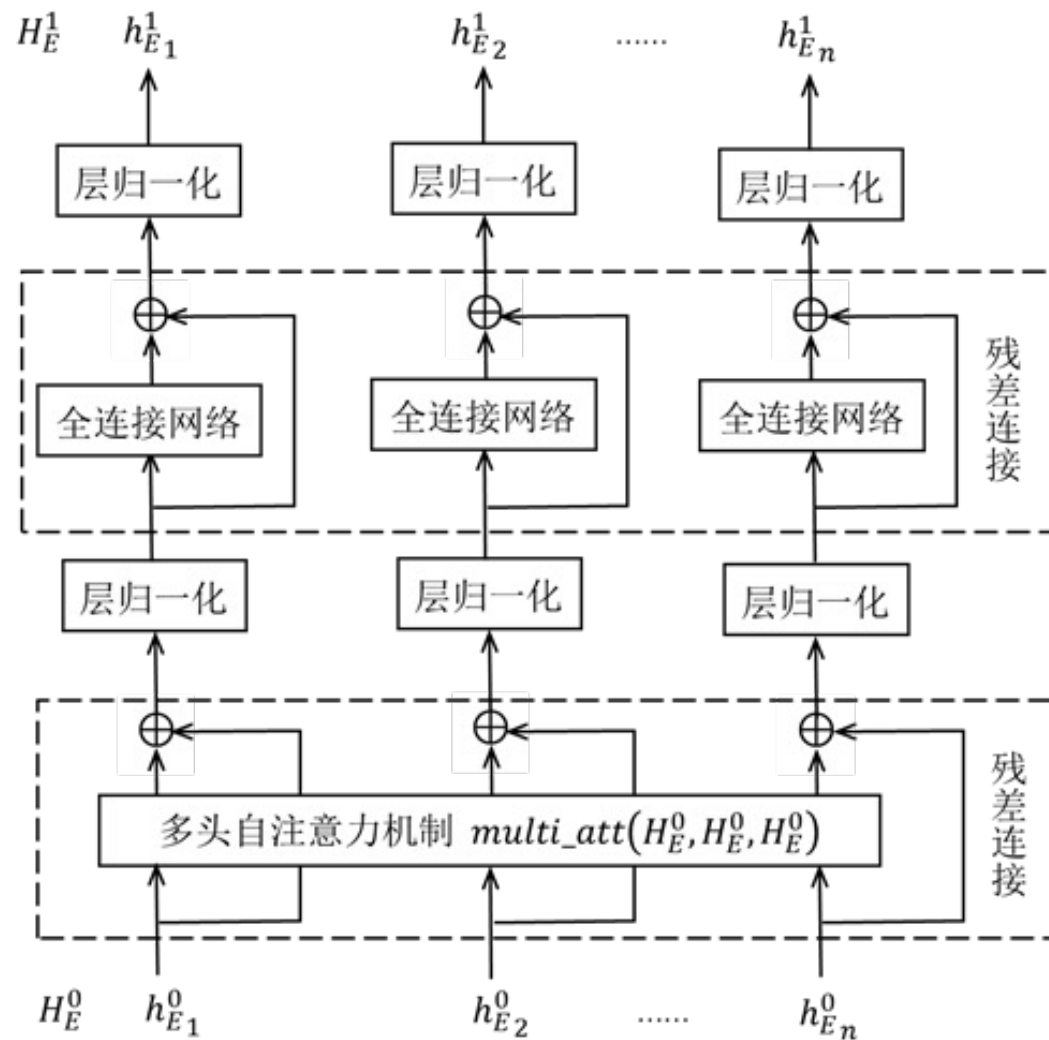 H_E^1 h_{E_1}^1 h_{E_2}^1 …… h_{E_n}^1
层归一化 层归一化 层归一化
全连接网络 全连接网络 全连接网络
残差连接
层归一化 层归一化 层归一化
多头自注意力机制 multi_att(H_E^0, H_E^0, H_E^0)
残差连接
H_E^0 h_{E_1}^0 h_{E_2}^0 …… h_{E_n}^0